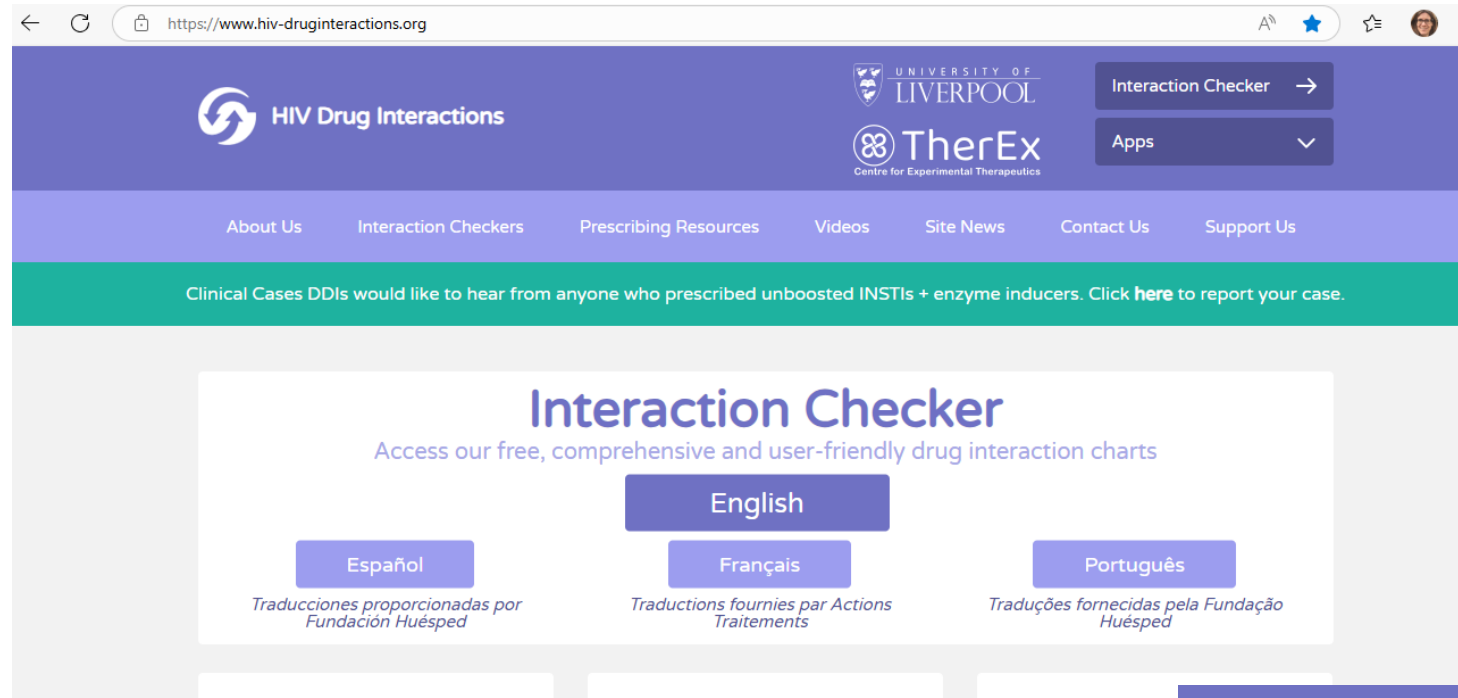 https://www.hiv-druginteractions.org
HIV Drug Interactions
UNIVERSITY OF
LIVERPOOL
TherEx
Centre for Experimental Therapeutics
Interaction Checker
Apps
About Us Interaction Checkers Prescribing Resources Videos Site News Contact Us Support Us
Clinical Cases DDIs would like to hear from anyone who prescribed unboosted INSTIs + enzyme inducers. Click here to report your case.
Interaction Checker
Access our free, comprehensive and user-friendly drug interaction charts
English
Español
Traducciones proporcionadas por
Fundación Huésped
Français
Traductions fournies par Actions
Traitements
Português
Traduções fornecidas pela Fundação
Huésped